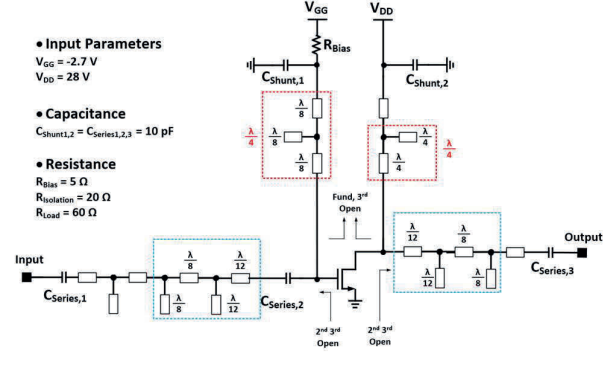 V_GG
V_DD
• Input Parameters
V_GG = -2.7 V
V_DD = 28 V
R_Bias
C_Shunt,1
C_Shunt,2
• Capacitance
C_Shunt1,2 = C_Series1,2,3 = 10 pF
λ/8
λ/4
λ/8
λ/4
λ/4
λ/8
λ/4
• Resistance
R_Bias = 5 Ω
R_Isolation = 20 Ω
R_Load = 60 Ω
Fund, 3rd
Open
λ/12
λ/8
Output
Input
λ/8
λ/12
C_Series,1
λ/8
λ/12
C_Series,2
λ/12
λ/8
C_Series,3
2nd 3rd
Open
2nd 3rd
Open